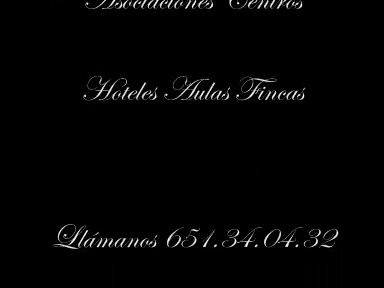 Asociaciones Centros
Hoteles Aulas Fincas
Llámanos 651.34.04.32